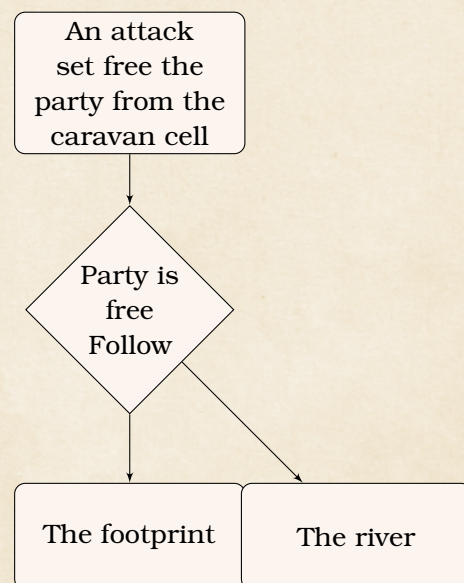 An attack
set free the
party from the
caravan cell
Party is
free
Follow
The footprint
The river